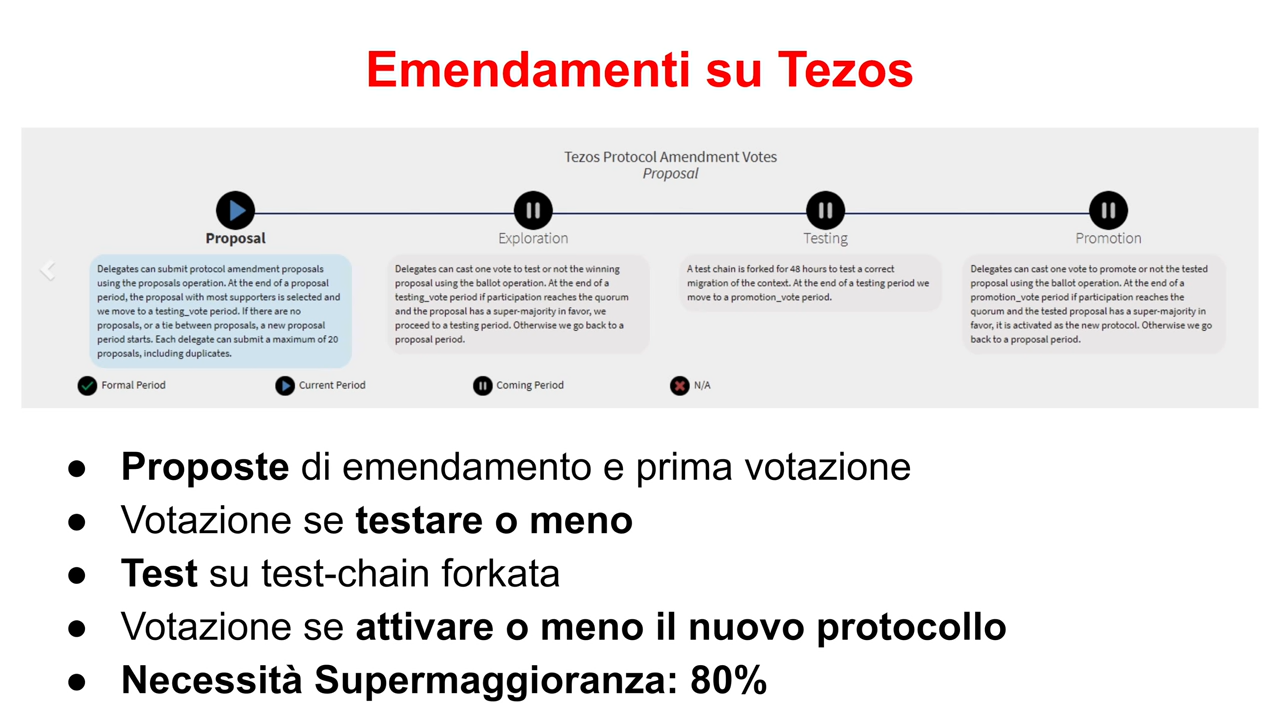 Emendamenti su Tezos
Tezos Protocol Amendment Votes
Proposal
Proposal
Delegates can submit protocol amendment proposals
using the proposals operation. At the end of a proposal
period, the proposal with most supporters is selected and
we move to a testing_vote period. If there are no
proposals, or a tie between proposals, a new proposal
period starts. Each delegate can submit a maximum of 20
proposals, including duplicates.
Exploration
Delegates can cast one vote to test or not the winning
proposal using the ballot operation. At the end of a
testing_vote period if participation reaches the quorum
and the proposal has a super-majority in favor, we
proceed to a testing period. Otherwise we go back to a
proposal period.
Testing
A test chain is forked for 48 hours to test a correct
migration of the context. At the end of a testing period we
move to a promotion_vote period.
Promotion
Delegates can cast one vote to promote or not the tested
proposal using the ballot operation. At the end of a
promotion_vote period if participation reaches the
quorum and the tested proposal has a super-majority in
favor, it is activated as the new protocol. Otherwise we go
back to a proposal period.
Formal Period
Current Period
Coming Period
N/A
● Proposte di emendamento e prima votazione
● Votazione se testare o meno
● Test su test-chain forkata
● Votazione se attivare o meno il nuovo protocollo
● Necessità Supermaggioranza: 80%